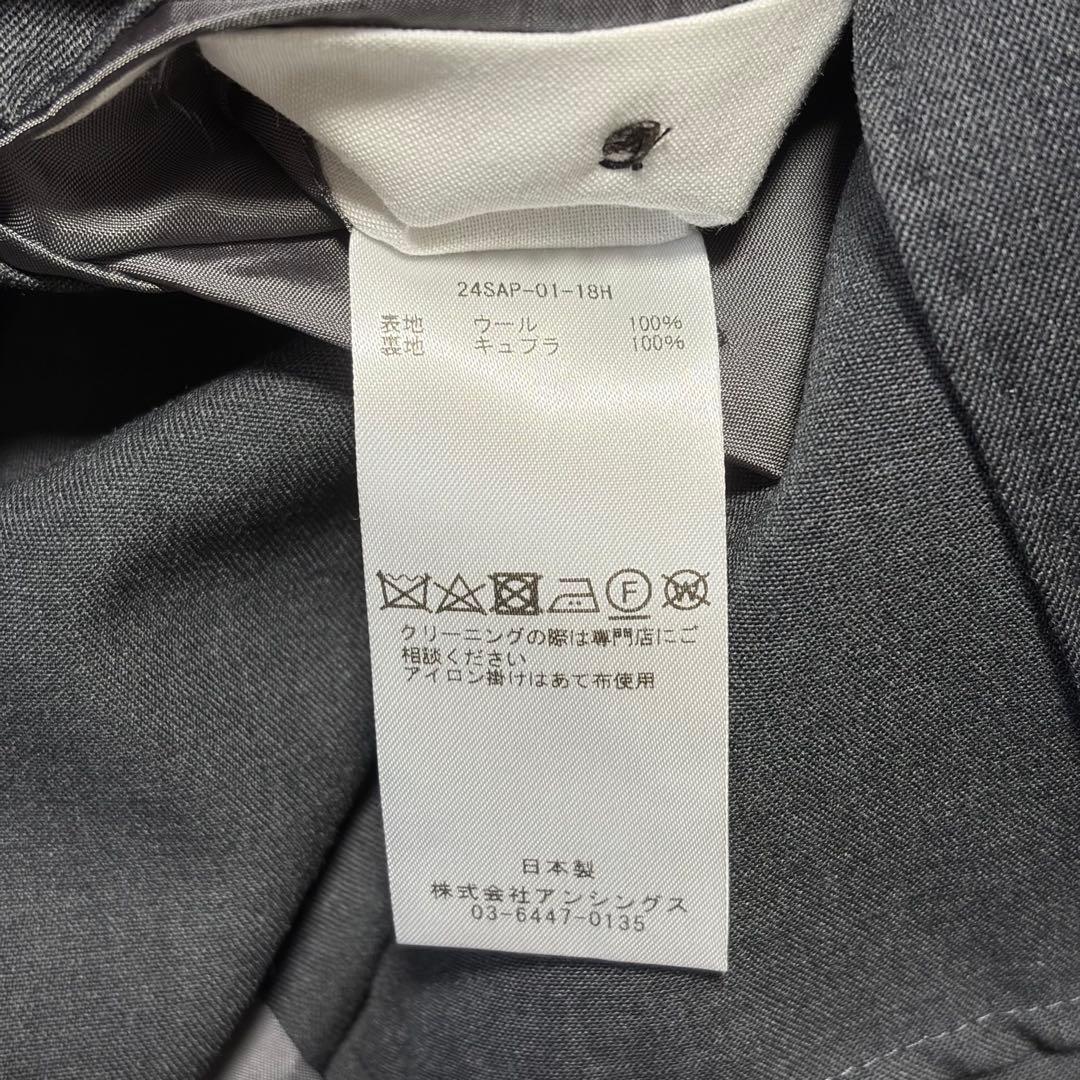 24SAP-01-18H
表地 ウール 100%
裏地 キュプラ 100%
F W
クリーニングの際は専門店にご
相談ください
アイロン掛けはあて布使用
日本製
株式会社アンシングス
03-6447-0135